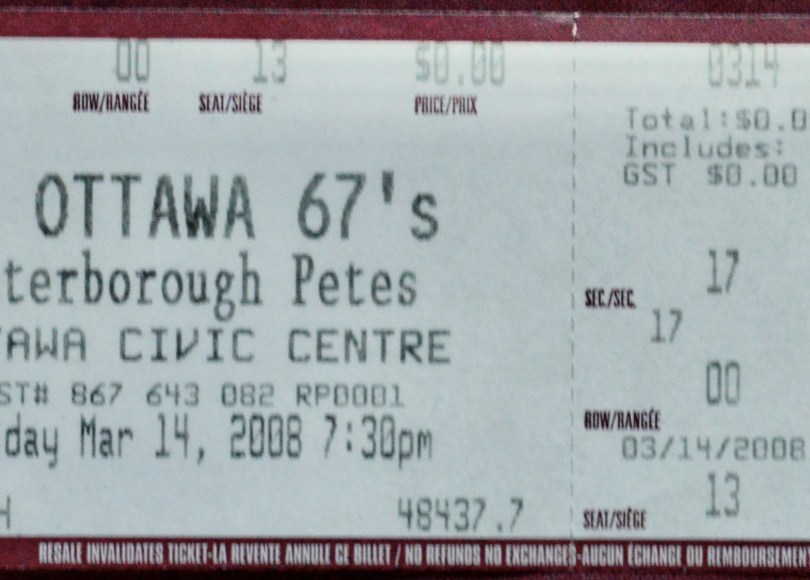 00 13 $0.00
ROW/RANGÉE SEAT/SIÈGE PRICE/PRIX
OTTAWA 67's
terborough Petes
AWA CIVIC CENTRE
ST# 867 643 082 RP0001
day Mar 14, 2008 7:30pm
H 48437.7
0314
Total:$0.0
Includes:
GST $0.00
17
SEC./SEC.
17
00
ROW/RANGÉE
03/14/2008
13
SEAT/SIÈGE
RESALE INVALIDATES TICKET-LA REVENTE ANNULE CE BILLET / NO REFUNDS NO EXCHANGES-AUCUN ÉCHANGE OU REMBOURSEMEN